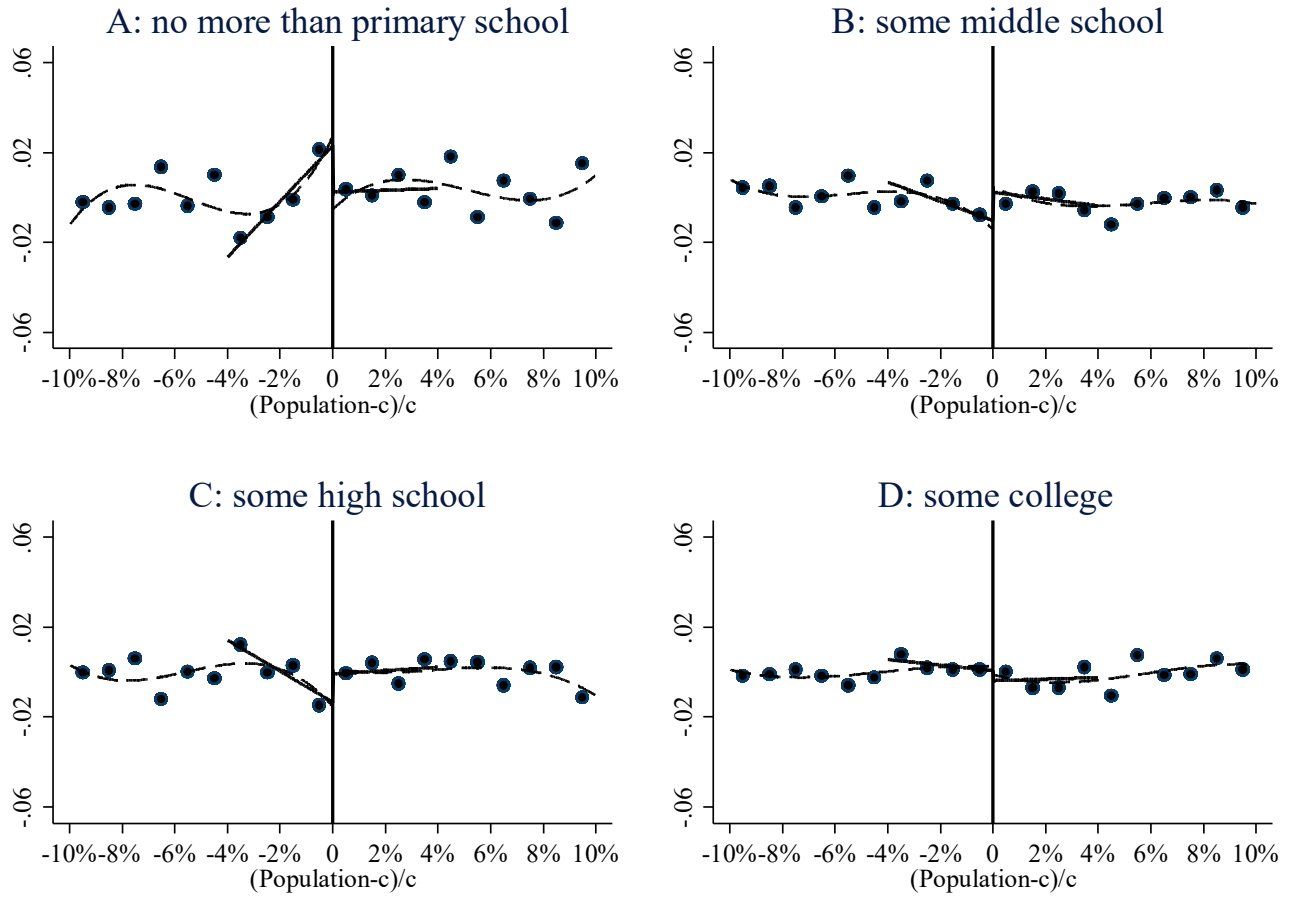 A: no more than primary school
.06
.02
-.02
-.06
-10% -8% -6% -4% -2% 0 2% 4% 6% 8% 10%
(Population-c)/c
B: some middle school
.06
.02
-.02
-.06
-10% -8% -6% -4% -2% 0 2% 4% 6% 8% 10%
(Population-c)/c
C: some high school
.06
.02
-.02
-.06
-10% -8% -6% -4% -2% 0 2% 4% 6% 8% 10%
(Population-c)/c
D: some college
.06
.02
-.02
-.06
-10% -8% -6% -4% -2% 0 2% 4% 6% 8% 10%
(Population-c)/c